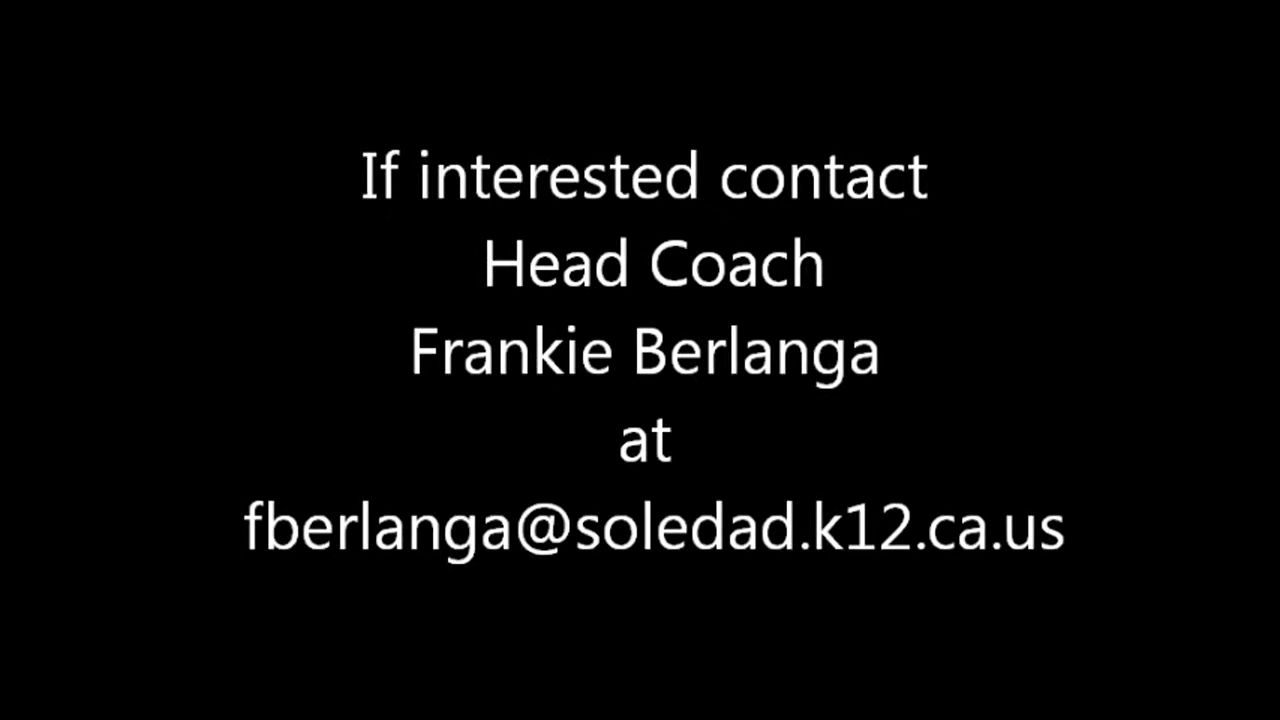 If interested contact
Head Coach
Frankie Berlanga
at
fberlanga@soledad.k12.ca.us